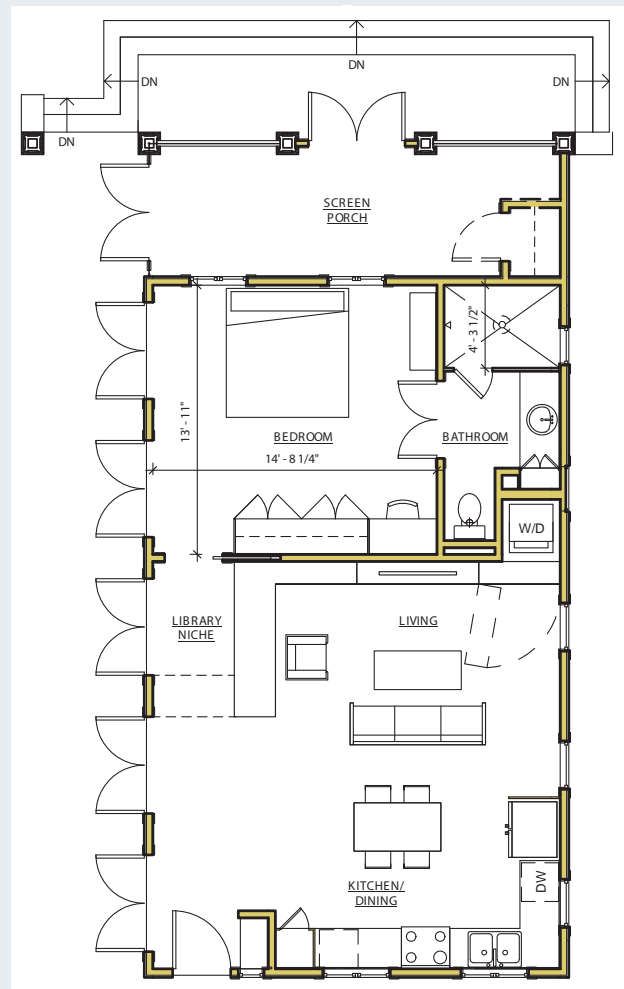 DN
DN
DN
DN
SCREEN
PORCH
4' - 3 1/2"
13' - 11"
BEDROOM
BATHROOM
14' - 8 1/4"
W/D
LIBRARY
NICHE
LIVING
DW
KITCHEN/
DINING